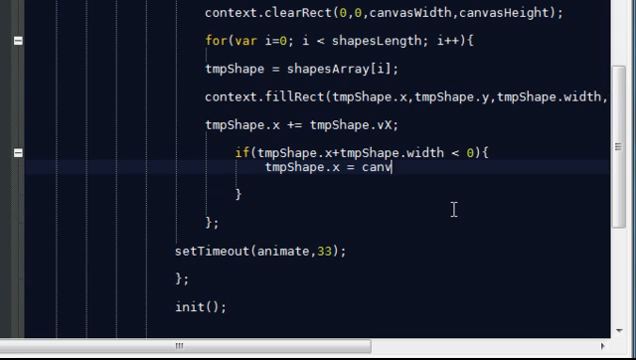 context.clearRect(0,0,canvasWidth,canvasHeight);
for(var i=0; i < shapesLength; i++){
tmpShape = shapesArray[i];
context.fillRect(tmpShape.x,tmpShape.y,tmpShape.width,
tmpShape.x += tmpShape.vX;
if(tmpShape.x+tmpShape.width < 0){
tmpShape.x = canv
}
};
setTimeout(animate,33);
};
init();